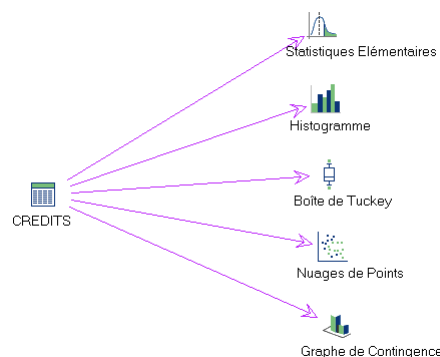 Statistiques Elémentaires
Histogramme
Boîte de Tuckey
CREDITS
Nuages de Points
Graphe de Contingence